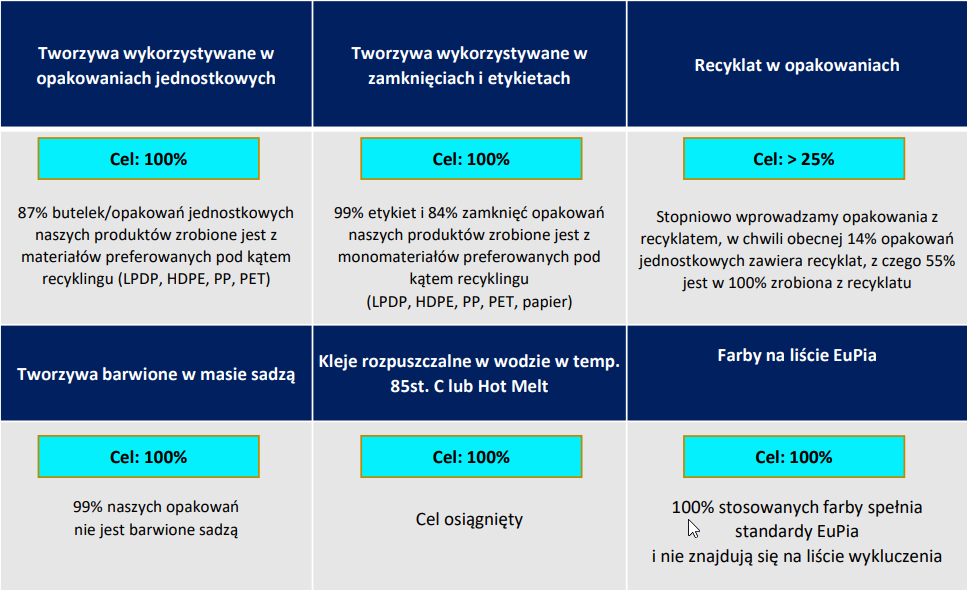 Tworzywa wykorzystywane w
opakowaniach jednostkowych
Tworzywa wykorzystywane w
zamknięciach i etykietach
Recyklat w opakowaniach
Cel: 100%
87% butelek/opakowań jednostkowych
naszych produktów zrobione jest z
materiałów preferowanych pod kątem
recyklingu (LPDP, HDPE, PP, PET)
Cel: 100%
99% etykiet i 84% zamknięć opakowań
naszych produktów zrobione jest z
monomateriałów preferowanych pod
kątem recyklingu
(LPDP, HDPE, PP, PET, papier)
Cel: > 25%
Stopniowo wprowadzamy opakowania z
recyklatem, w chwili obecnej 14% opakowań
jednostkowych zawiera recyklat, z czego 55%
jest w 100% zrobiona z recyklatu
Tworzywa barwione w masie sadzą
Kleje rozpuszczalne w wodzie w temp.
85st. C lub Hot Melt
Farby na liście EuPia
Cel: 100%
99% naszych opakowań
nie jest barwione sadzą
Cel: 100%
Cel osiągnięty
Cel: 100%
100% stosowanych farby spełnia
standardy EuPia
i nie znajdują się na liście wykluczenia